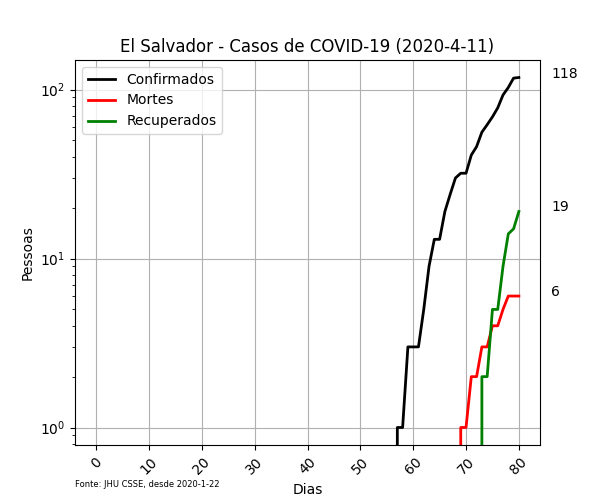 El Salvador - Casos de COVID-19 (2020-4-11)
Confirmados
Mortes
Recuperados
118
19
6
10²
10¹
10⁰
Pessoas
0 10 20 30 40 50 60 70 80
Dias
Fonte: JHU CSSE, desde 2020-1-22